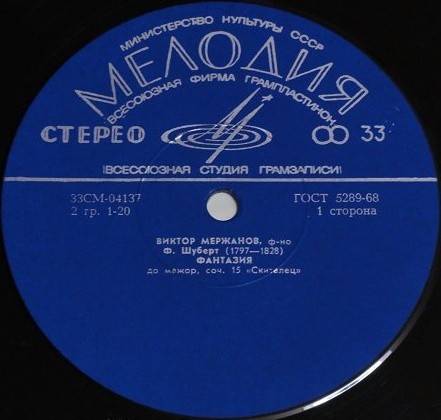 МИНИСТЕРСТВО КУЛЬТУРЫ СССР
МЕЛОДИЯ
ВСЕСОЮЗНАЯ ФИРМА ГРАМПЛАСТИНОК
СТЕРЕО 33
ВСЕСОЮЗНАЯ СТУДИЯ ГРАМЗАПИСИ
33СМ-04137 ГОСТ 5289-68
2 гр. 1-20 1 сторона
ВИКТОР МЕРЖАНОВ, ф-но
Ф. Шуберт (1797—1828)
ФАНТАЗИЯ
до мажор, соч. 15 «Скиталец»